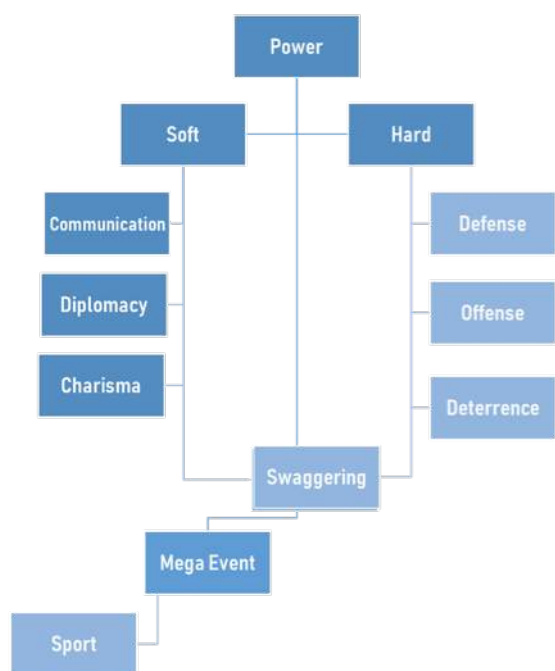 Power
Soft
Hard
Communication
Defense
Diplomacy
Offense
Charisma
Deterrence
Swaggering
Mega Event
Sport